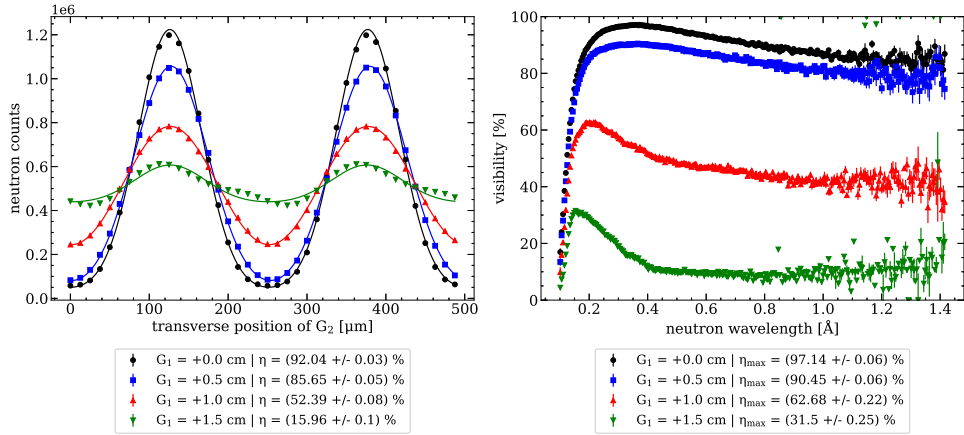 1e6
1.2
1.0
0.8
0.6
0.4
0.2
0.0
neutron counts
0 100 200 300 400 500
transverse position of G₂ [μm]
G₁ = +0.0 cm | η = (92.04 +/- 0.03) %
G₁ = +0.5 cm | η = (85.65 +/- 0.05) %
G₁ = +1.0 cm | η = (52.39 +/- 0.08) %
G₁ = +1.5 cm | η = (15.96 +/- 0.1) %
100
80
60
40
20
0
visibility [%]
0.2 0.4 0.6 0.8 1.0 1.2 1.4
neutron wavelength [Å]
G₁ = +0.0 cm | ηmax = (97.14 +/- 0.06) %
G₁ = +0.5 cm | ηmax = (90.45 +/- 0.06) %
G₁ = +1.0 cm | ηmax = (62.68 +/- 0.22) %
G₁ = +1.5 cm | ηmax = (31.5 +/- 0.25) %